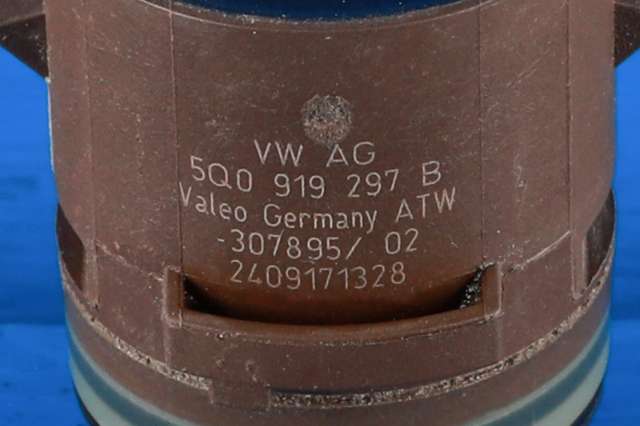 VW AG
5Q0 919 297 B
Valeo Germany ATW
-307895/ 02
2409171328